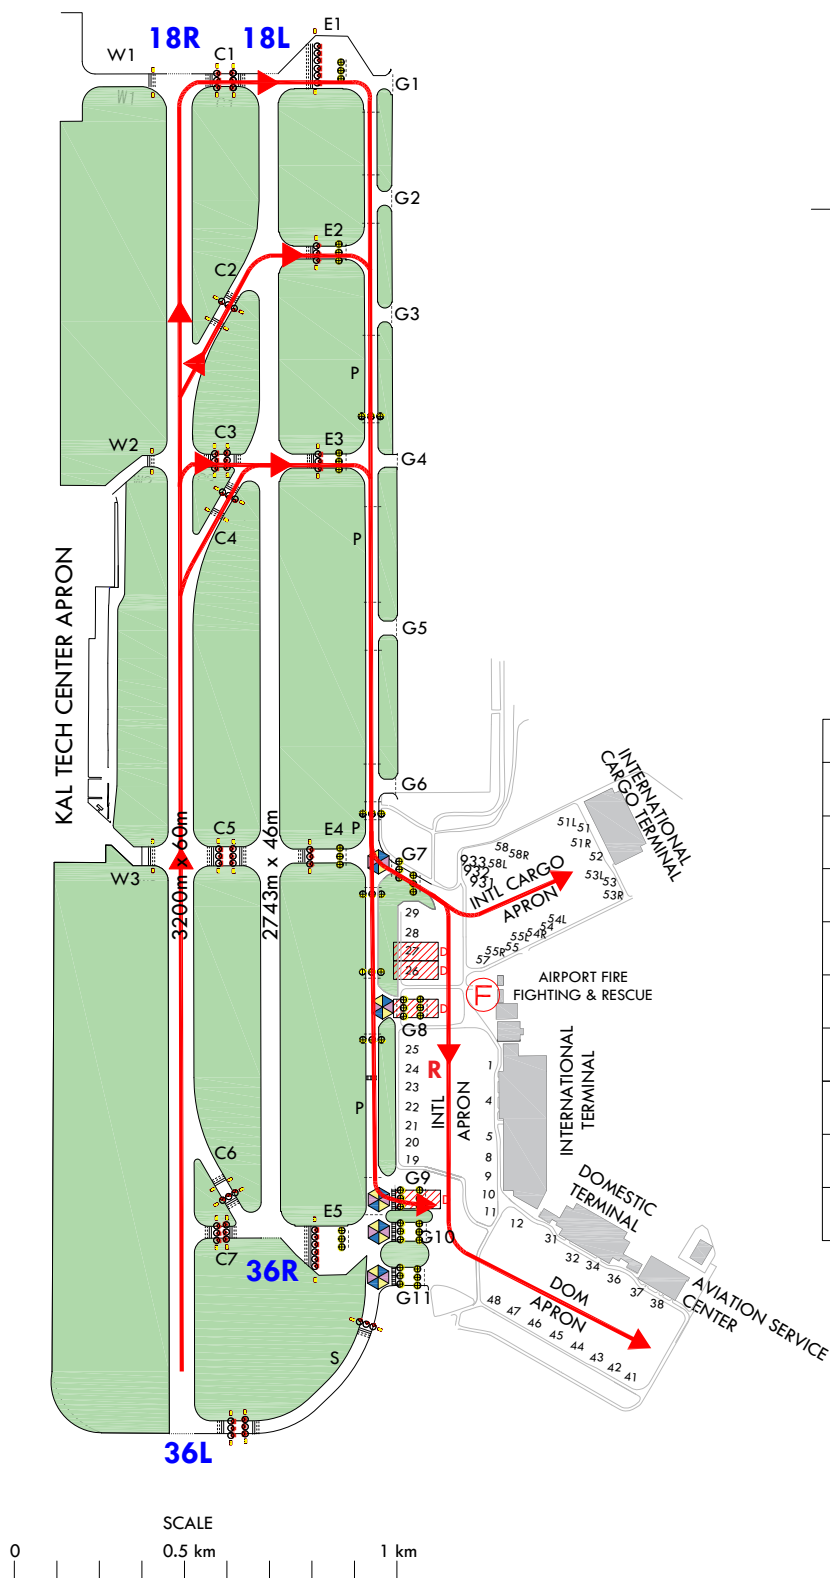 18R
18L
E1
W1
C1
G1
W1
G2
E2
C2
G3
P
W2
C3
E3
G4
C4
P
G5
KAL TECH CENTER APRON
G6
3200m x 60m
2743m x 46m
C5
E4
P
G7
W3
INTERNATIONAL
CARGO TERMINAL
51L
51
51R
52
53L
53
53R
54L
54
54R
55L
55
55R
57
58
58R
58L
933
932
931
INTL CARGO
APRON
29
28
27
26
AIRPORT FIRE
FIGHTING & RESCUE
F
G8
25
24
23
22
21
20
19
R
INTL
APRON
P
1
4
5
8
9
10
11
12
INTERNATIONAL
TERMINAL
DOMESTIC
TERMINAL
C6
G9
E5
G10
C7
36R
G11
31
32
34
36
37
38
DOM
APRON
48
47
46
45
44
43
42
41
AVIATION SERVICE
CENTER
S
36L
SCALE
0
0.5 km
1 km